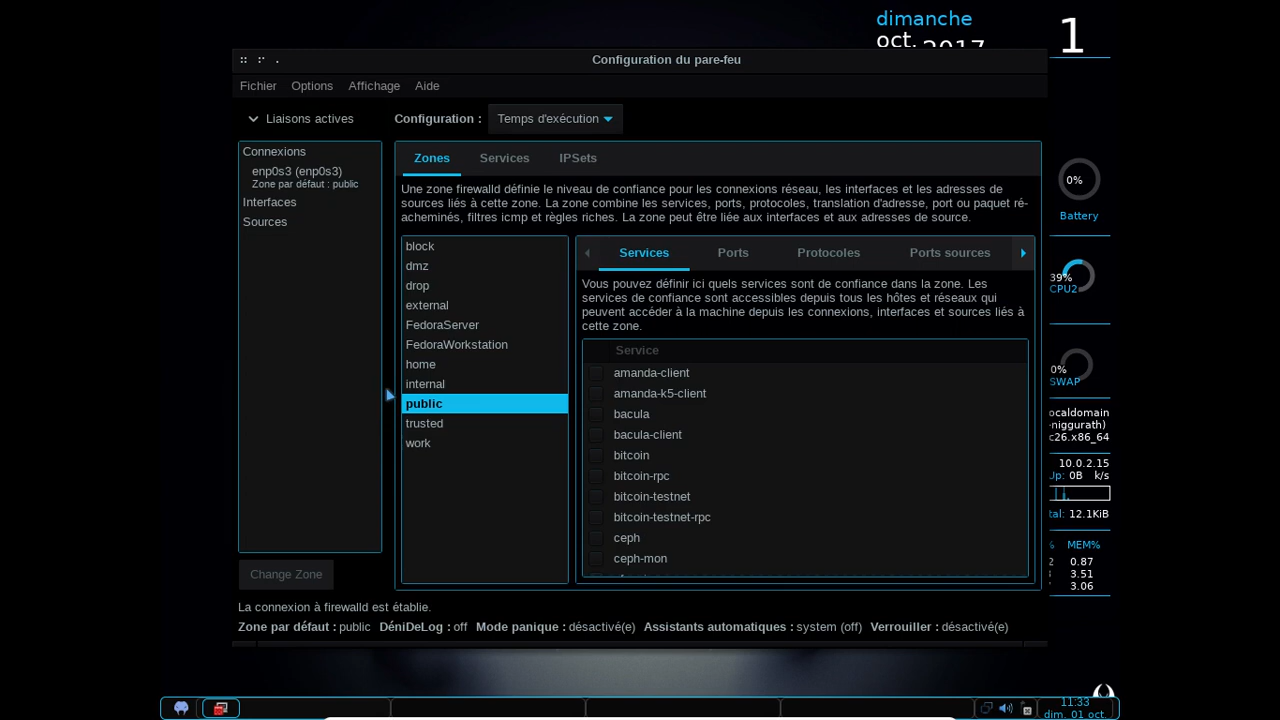 dimanche
oct. 2017
1
Configuration du pare-feu
Fichier Options Affichage Aide
Liaisons actives
Configuration : Temps d'exécution
Connexions
enp0s3 (enp0s3)
Zone par défaut : public
Interfaces
Sources
Change Zone
Zones Services IPSets
Une zone firewalld définie le niveau de confiance pour les connexions réseau, les interfaces et les adresses de
sources liés à cette zone. La zone combine les services, ports, protocoles, translation d'adresse, port ou paquet ré-
acheminés, filtres icmp et règles riches. La zone peut être liée aux interfaces et aux adresses de source.
block
dmz
drop
external
FedoraServer
FedoraWorkstation
home
internal
public
trusted
work
Services Ports Protocoles Ports sources
Vous pouvez définir ici quels services sont de confiance dans la zone. Les
services de confiance sont accessibles depuis tous les hôtes et réseaux qui
peuvent accéder à la machine depuis les connexions, interfaces et sources liés à
cette zone.
Service
amanda-client
amanda-k5-client
bacula
bacula-client
bitcoin
bitcoin-rpc
bitcoin-testnet
bitcoin-testnet-rpc
ceph
ceph-mon
La connexion à firewalld est établie.
Zone par défaut : public DéniDeLog : off Mode panique : désactivé(e) Assistants automatiques : system (off) Verrouiller : désactivé(e)
0%
Battery
39%
CPU2
0%
SWAP
ocaldomain
niggurath)
c26.x86_64
10.0.2.15
Up: 0B k/s
tal: 12.1KiB
% MEM%
2 0.87
3.51
3.06
11:33
dim. 01 oct.